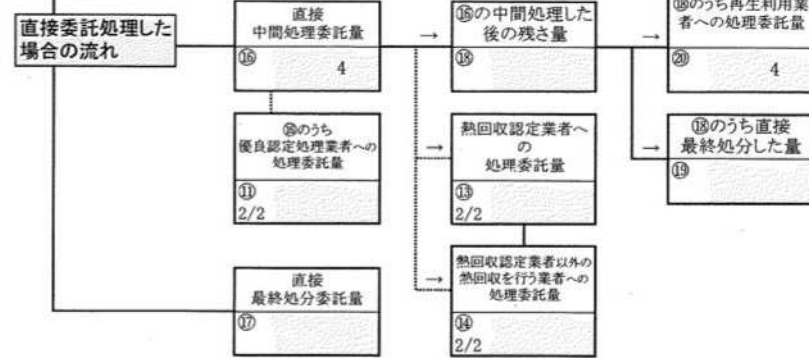 直接委託処理した
場合の流れ
直接
中間処理委託量
⑯
4
→
⑯の中間処理した
後の残さ量
⑱
→
⑱のうち再生利用業
者への処理委託量
⑳
4
⑯のうち
優良認定処理業者への
処理委託量
⑪
2/2
→
熱回収認定業者へ
の
処理委託量
⑬
2/2
→
⑱のうち直接
最終処分した量
⑲
直接
最終処分委託量
⑰
→
熱回収認定業者以外の
熱回収を行う業者への
処理委託量
⑭
2/2